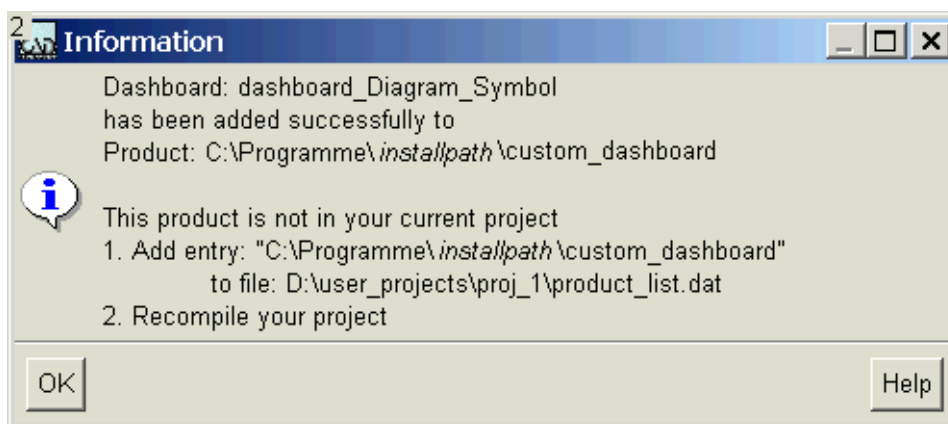 2
CAD Information
Dashboard: dashboard_Diagram_Symbol
has been added successfully to
Product: C:\Programme\installpath\custom_dashboard
This product is not in your current project
1. Add entry: "C:\Programme\installpath\custom_dashboard"
to file: D:\user_projects\proj_1\product_list.dat
2. Recompile your project
OK
Help